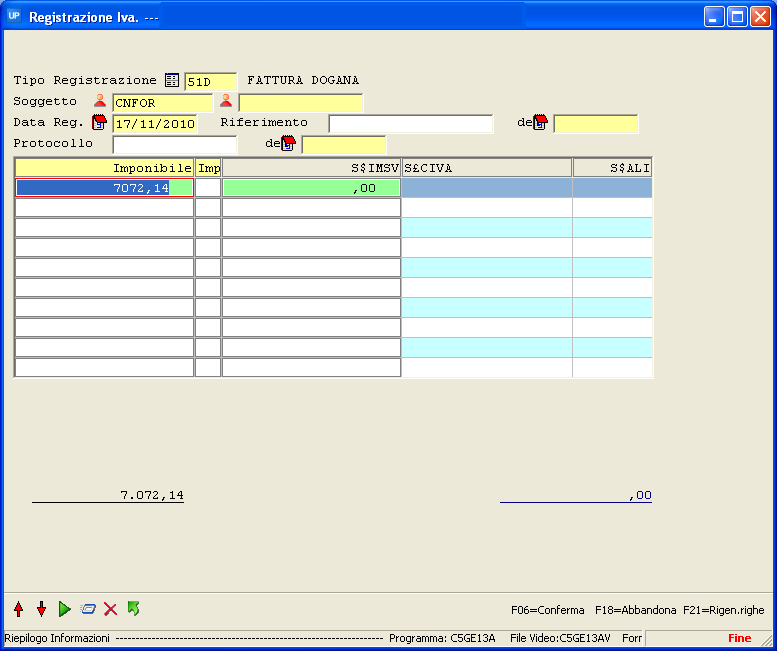 UP Registrazione Iva. ---
Tipo Registrazione 51D FATTURA DOGANA
Soggetto CNFOR
Data Reg. 17/11/2010 Riferimento de
Protocollo de
Imponibile Imp S$IMSV S£CIVA S$ALI
7072,14 ,00
7.072,14 ,00
F06=Conferma F18=Abbandona F21=Rigen.righe
Riepilogo Informazioni ----------------------------------------------------------------- Programma: C5GE13A File Video:C5GE13AV Forr Fine